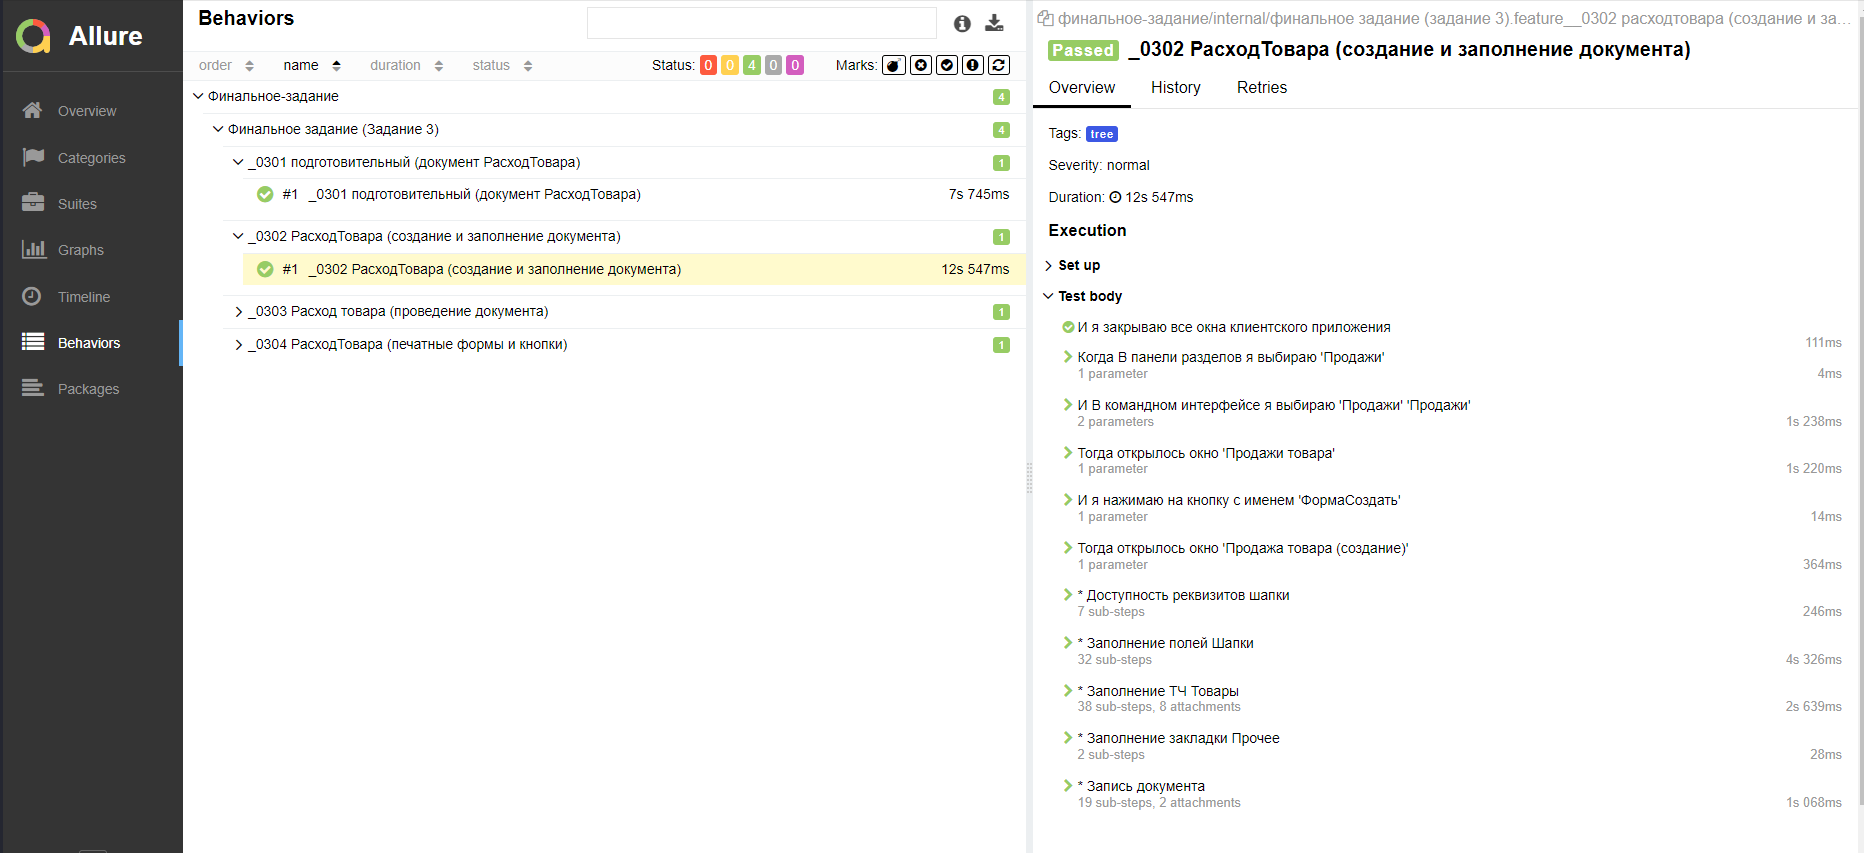 Allure
Overview
Categories
Suites
Graphs
Timeline
Behaviors
Packages
Behaviors
order name duration status Status: 0 0 4 0 0 Marks:
Финальное-задание 4
Финальное задание (Задание 3) 4
_0301 подготовительный (документ РасходТовара) 1
#1 _0301 подготовительный (документ РасходТовара) 7s 745ms
_0302 РасходТовара (создание и заполнение документа) 1
#1 _0302 РасходТовара (создание и заполнение документа) 12s 547ms
_0303 Расход товара (проведение документа) 1
_0304 РасходТовара (печатные формы и кнопки) 1
финальное-задание/internal/финальное задание (задание 3).feature__0302 расходтовара (создание и за...
Passed _0302 РасходТовара (создание и заполнение документа)
Overview History Retries
Tags: tree
Severity: normal
Duration: 12s 547ms
Execution
Set up
Test body
И я закрываю все окна клиентского приложения
111ms
Когда В панели разделов я выбираю 'Продажи'
1 parameter 4ms
И В командном интерфейсе я выбираю 'Продажи' 'Продажи'
2 parameters 1s 238ms
Тогда открылось окно 'Продажи товара'
1 parameter 1s 220ms
И я нажимаю на кнопку с именем 'ФормаСоздать'
1 parameter 14ms
Тогда открылось окно 'Продажа товара (создание)'
1 parameter 364ms
* Доступность реквизитов шапки
7 sub-steps 246ms
* Заполнение полей Шапки
32 sub-steps 4s 326ms
* Заполнение ТЧ Товары
38 sub-steps, 8 attachments 2s 639ms
* Заполнение закладки Прочее
2 sub-steps 28ms
* Запись документа
19 sub-steps, 2 attachments 1s 068ms